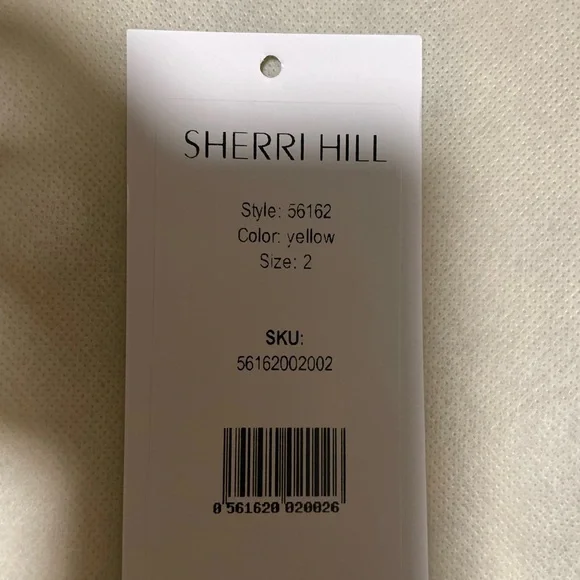 SHERRI HILL
Style: 56162
Color: yellow
Size: 2
SKU:
56162002002
0 561620 020026